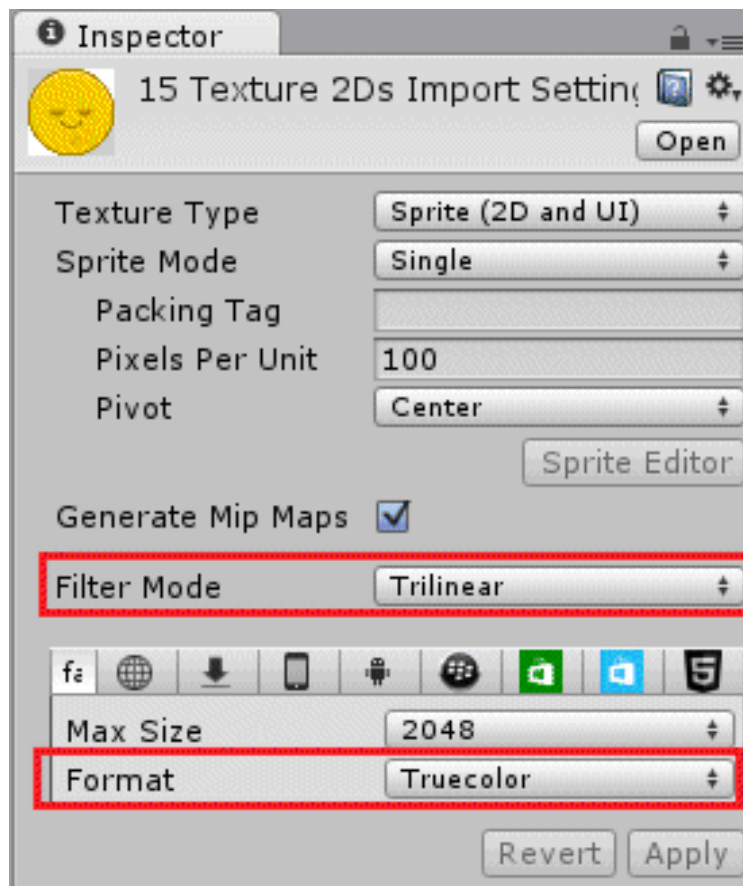 Inspector
15 Texture 2Ds Import Setting
Open
Texture Type Sprite (2D and UI)
Sprite Mode Single
Packing Tag
Pixels Per Unit 100
Pivot Center
Sprite Editor
Generate Mip Maps
Filter Mode Trilinear
fa
Max Size 2048
Format Truecolor
Revert Apply